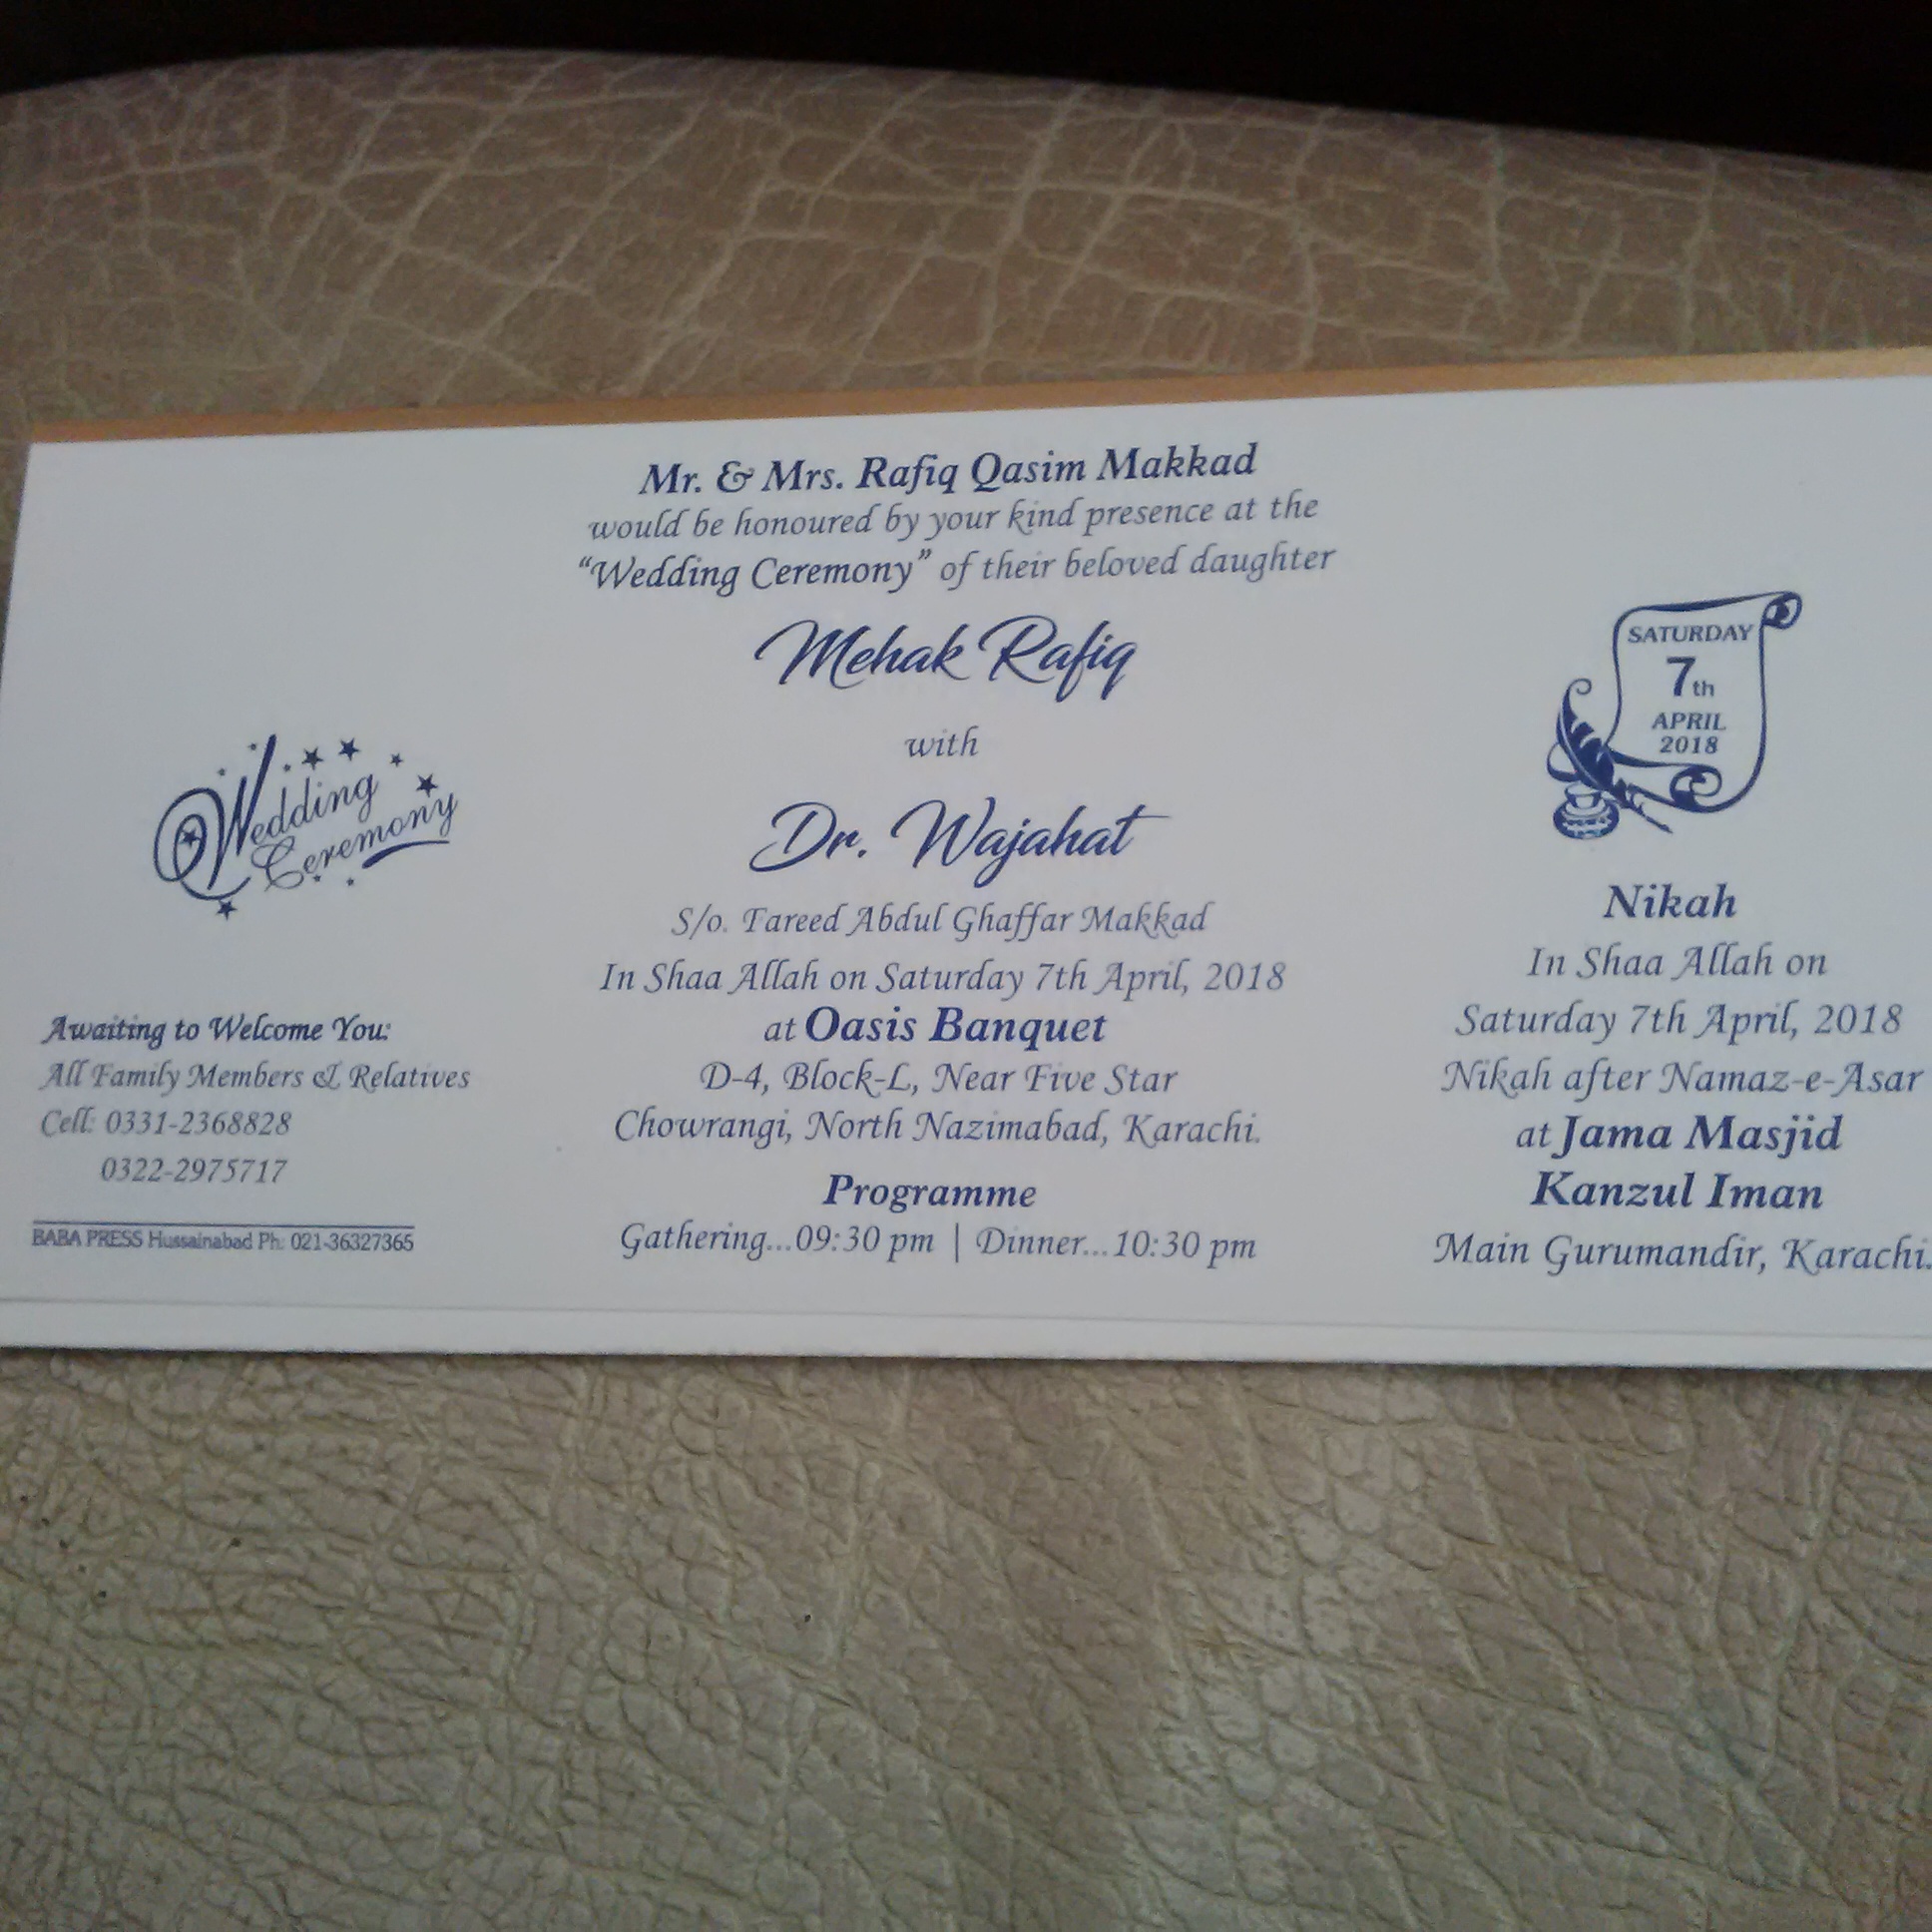 Mr. & Mrs. Rafiq Qasim Makkad
would be honoured by your kind presence at the
“Wedding Ceremony” of their beloved daughter
Mehak Rafiq
with
Dr. Wajahat
S/o. Fareed Abdul Ghaffar Makkad
In Shaa Allah on Saturday 7th April, 2018
at Oasis Banquet
D-4, Block-L, Near Five Star
Chowrangi, North Nazimabad, Karachi.
Programme
Gathering...09:30 pm | Dinner...10:30 pm
Wedding
Ceremony
Awaiting to Welcome You:
All Family Members & Relatives
Cell: 0331-2368828
0322-2975717
BABA PRESS Hussainabad Ph: 021-36327365
SATURDAY
7th
APRIL
2018
Nikah
In Shaa Allah on
Saturday 7th April, 2018
Nikah after Namaz-e-Asar
at Jama Masjid
Kanzul Iman
Main Gurumandir, Karachi.